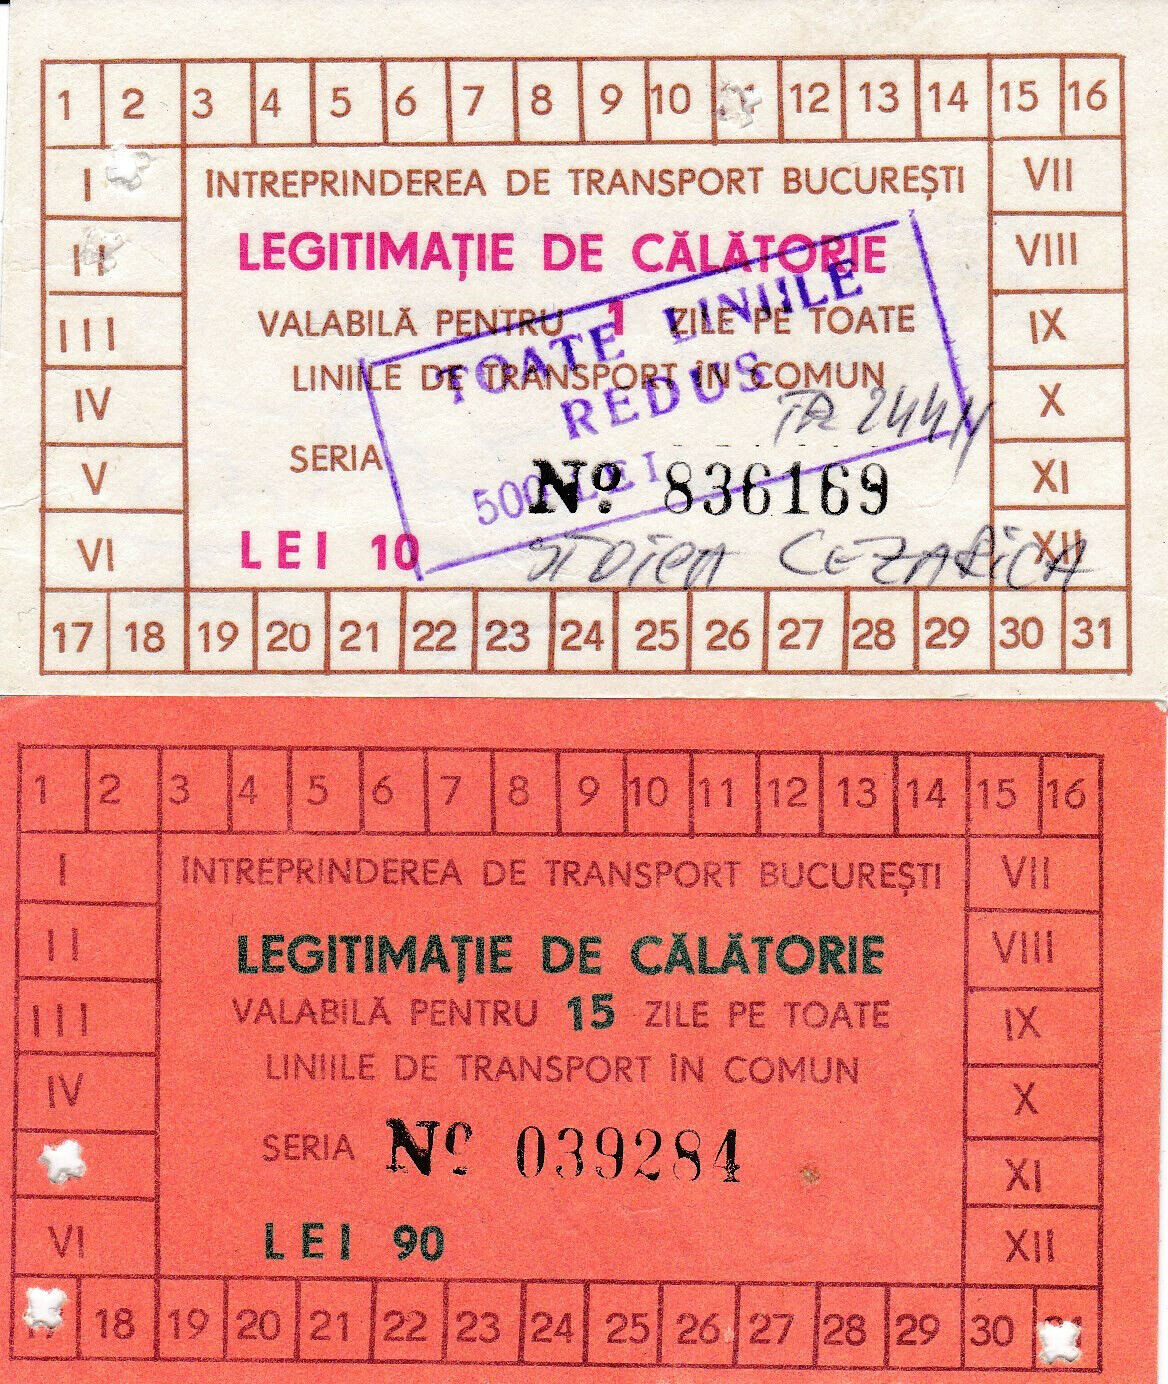 1 2 3 4 5 6 7 8 9 10 11 12 13 14 15 16
I INTREPRINDEREA DE TRANSPORT BUCUREȘTI VII
II LEGITIMAȚIE DE CĂLĂTORIE VIII
III VALABILĂ PENTRU 1 ZILE PE TOATE IX
IV LINIILE DE TRANSPORT ÎN COMUN X
TOATE LINIILE
REDUS
500 LEI
V SERIA Nº 836169 XI
VI LEI 10 XII
17 18 19 20 21 22 23 24 25 26 27 28 29 30 31
1 2 3 4 5 6 7 8 9 10 11 12 13 14 15 16
I INTREPRINDEREA DE TRANSPORT BUCUREȘTI VII
II LEGITIMAȚIE DE CĂLĂTORIE VIII
III VALABILĂ PENTRU 15 ZILE PE TOATE IX
IV LINIILE DE TRANSPORT ÎN COMUN X
SERIA Nº 039284 XI
VI LEI 90 XII
17 18 19 20 21 22 23 24 25 26 27 28 29 30 31